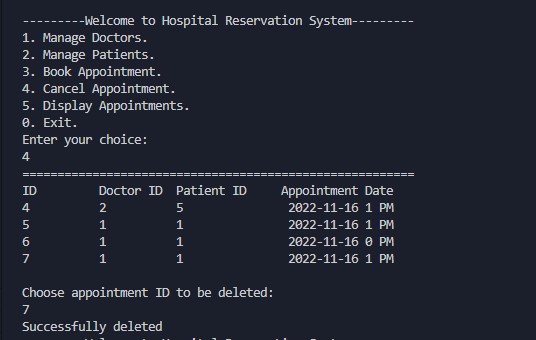 ---------Welcome to Hospital Reservation System---------
1. Manage Doctors.
2. Manage Patients.
3. Book Appointment.
4. Cancel Appointment.
5. Display Appointments.
0. Exit.
Enter your choice:
4
========================================================
ID Doctor ID Patient ID Appointment Date
4 2 5 2022-11-16 1 PM
5 1 1 2022-11-16 1 PM
6 1 1 2022-11-16 0 PM
7 1 1 2022-11-16 1 PM
Choose appointment ID to be deleted:
7
Successfully deleted